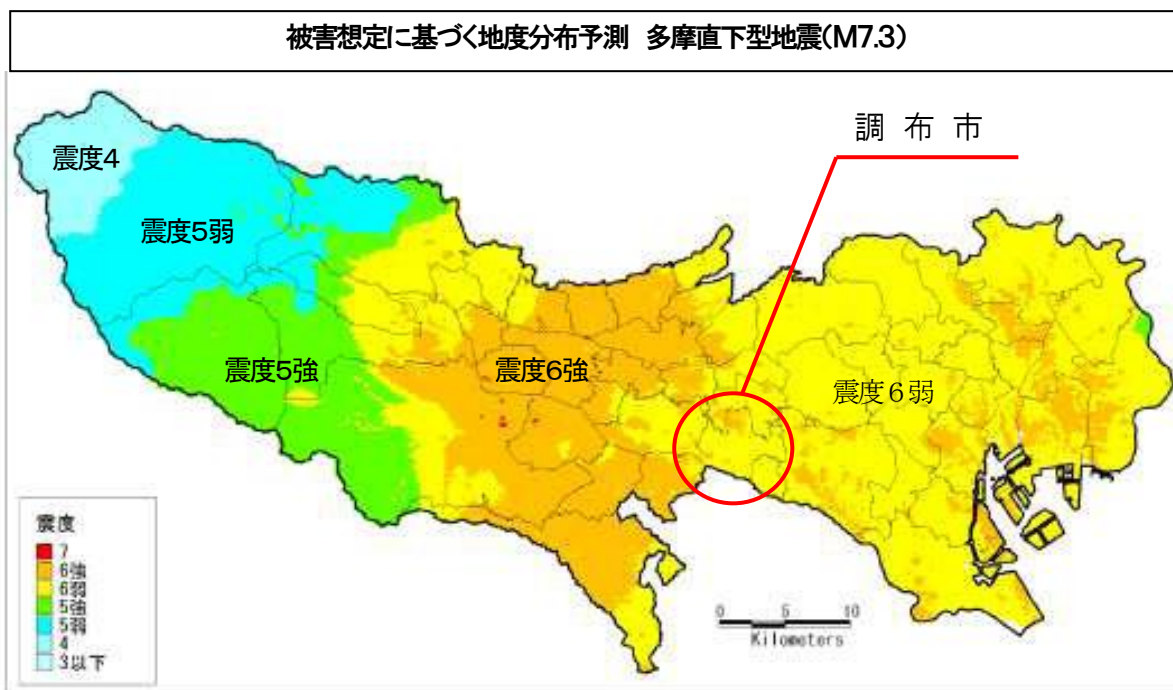 被害想定に基づく地度分布予測 多摩直下型地震(M7.3)
調布市
震度4
震度5弱
震度5強
震度6強
震度6弱
震度
7
6強
6弱
5強
5弱
4
3以下
0 5 10
Kilometers